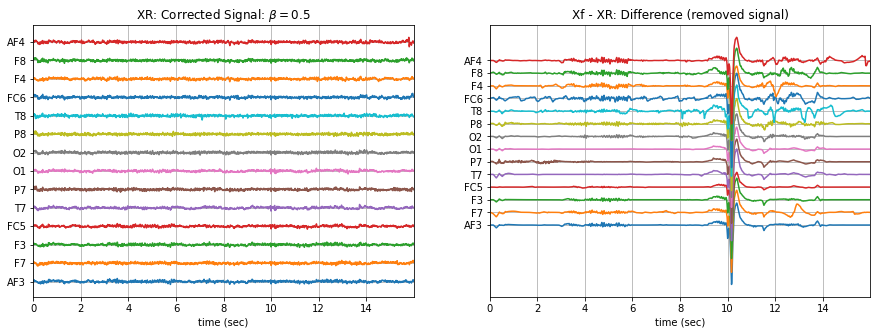 XR: Corrected Signal: β = 0.5
AF4
F8
F4
FC6
T8
P8
O2
O1
P7
T7
FC5
F3
F7
AF3
0 2 4 6 8 10 12 14
time (sec)
Xf - XR: Difference (removed signal)
AF4
F8
F4
FC6
T8
P8
O2
O1
P7
T7
FC5
F3
F7
AF3
0 2 4 6 8 10 12 14
time (sec)